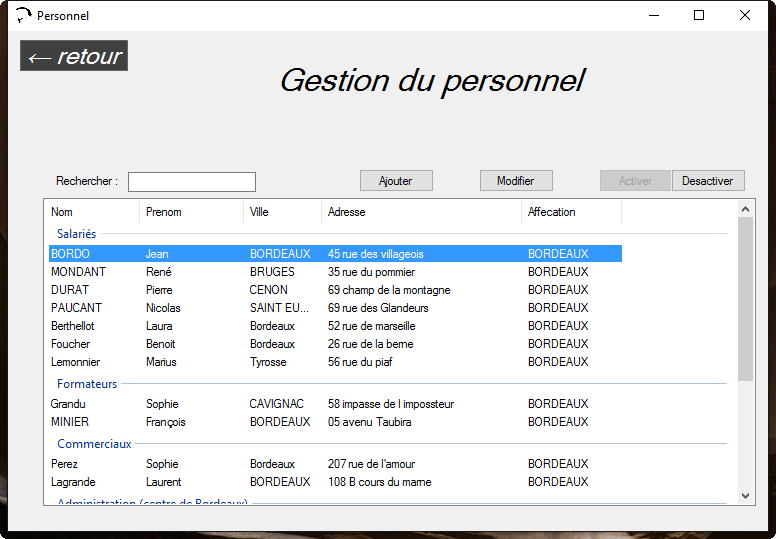 Personnel
← retour
Gestion du personnel
Rechercher : Ajouter Modifier Activer Desactiver
Nom Prenom Ville Adresse Affecation
Salariés
BORDO Jean BORDEAUX 45 rue des villageois BORDEAUX
MONDANT René BRUGES 35 rue du pommier BORDEAUX
DURAT Pierre CENON 69 champ de la montagne BORDEAUX
PAUCANT Nicolas SAINT EU... 69 rue des Glandeurs BORDEAUX
Berthellot Laura Bordeaux 52 rue de marseille BORDEAUX
Foucher Benoit Bordeaux 26 rue de la berne BORDEAUX
Lemonnier Marius Tyrosse 56 rue du piaf BORDEAUX
Formateurs
Grandu Sophie CAVIGNAC 58 impasse de l impossteur BORDEAUX
MINIER François BORDEAUX 05 avenu Taubira BORDEAUX
Commerciaux
Perez Sophie Bordeaux 207 rue de l'amour BORDEAUX
Lagrande Laurent BORDEAUX 108 B cours du marne BORDEAUX
Administration (centre de Bordeaux)